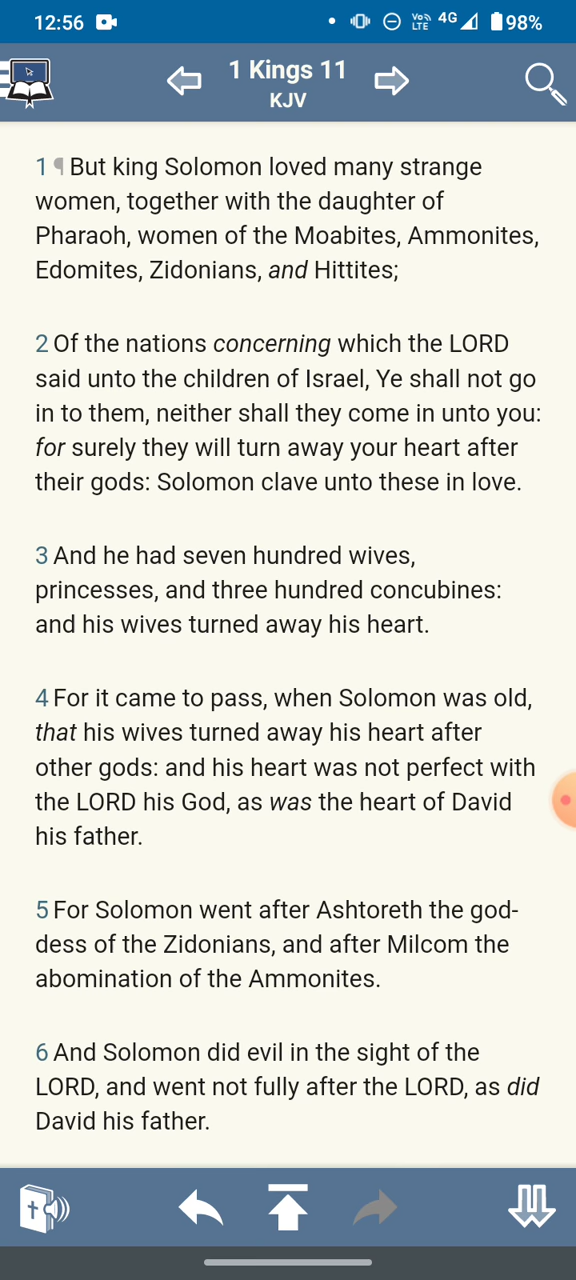 12:56
Vo LTE 4G 98%
1 Kings 11
KJV
1 ¶ But king Solomon loved many strange
women, together with the daughter of
Pharaoh, women of the Moabites, Ammonites,
Edomites, Zidonians, and Hittites;
2 Of the nations concerning which the LORD
said unto the children of Israel, Ye shall not go
in to them, neither shall they come in unto you:
for surely they will turn away your heart after
their gods: Solomon clave unto these in love.
3 And he had seven hundred wives,
princesses, and three hundred concubines:
and his wives turned away his heart.
4 For it came to pass, when Solomon was old,
that his wives turned away his heart after
other gods: and his heart was not perfect with
the LORD his God, as was the heart of David
his father.
5 For Solomon went after Ashtoreth the god-
dess of the Zidonians, and after Milcom the
abomination of the Ammonites.
6 And Solomon did evil in the sight of the
LORD, and went not fully after the LORD, as did
David his father.